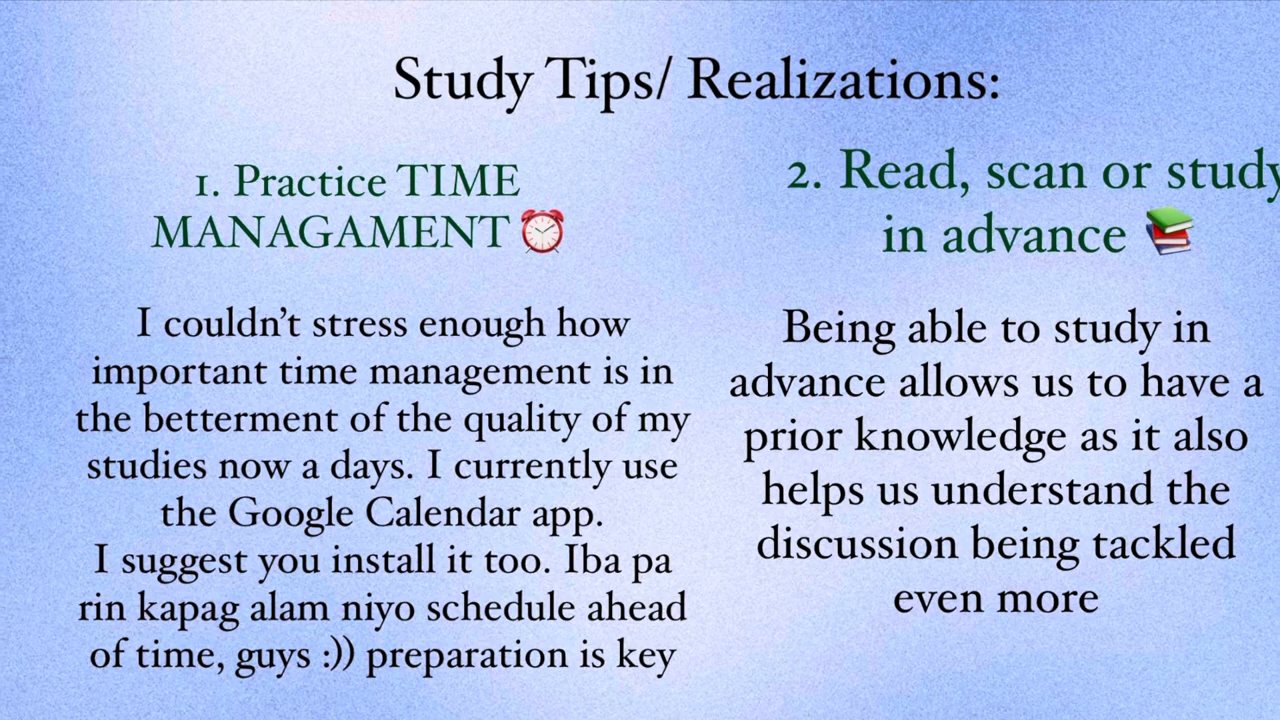 Study Tips/ Realizations:
1. Practice TIME
MANAGAMENT⏰
I couldn't stress enough how
important time management is in
the betterment of the quality of my
studies now a days. I currently use
the Google Calendar app.
I suggest you install it too. Iba pa
rin kapag alam niyo schedule ahead
of time, guys :)) preparation is key
2. Read, scan or study
in advance 📚
Being able to study in
advance allows us to have a
prior knowledge as it also
helps us understand the
discussion being tackled
even more